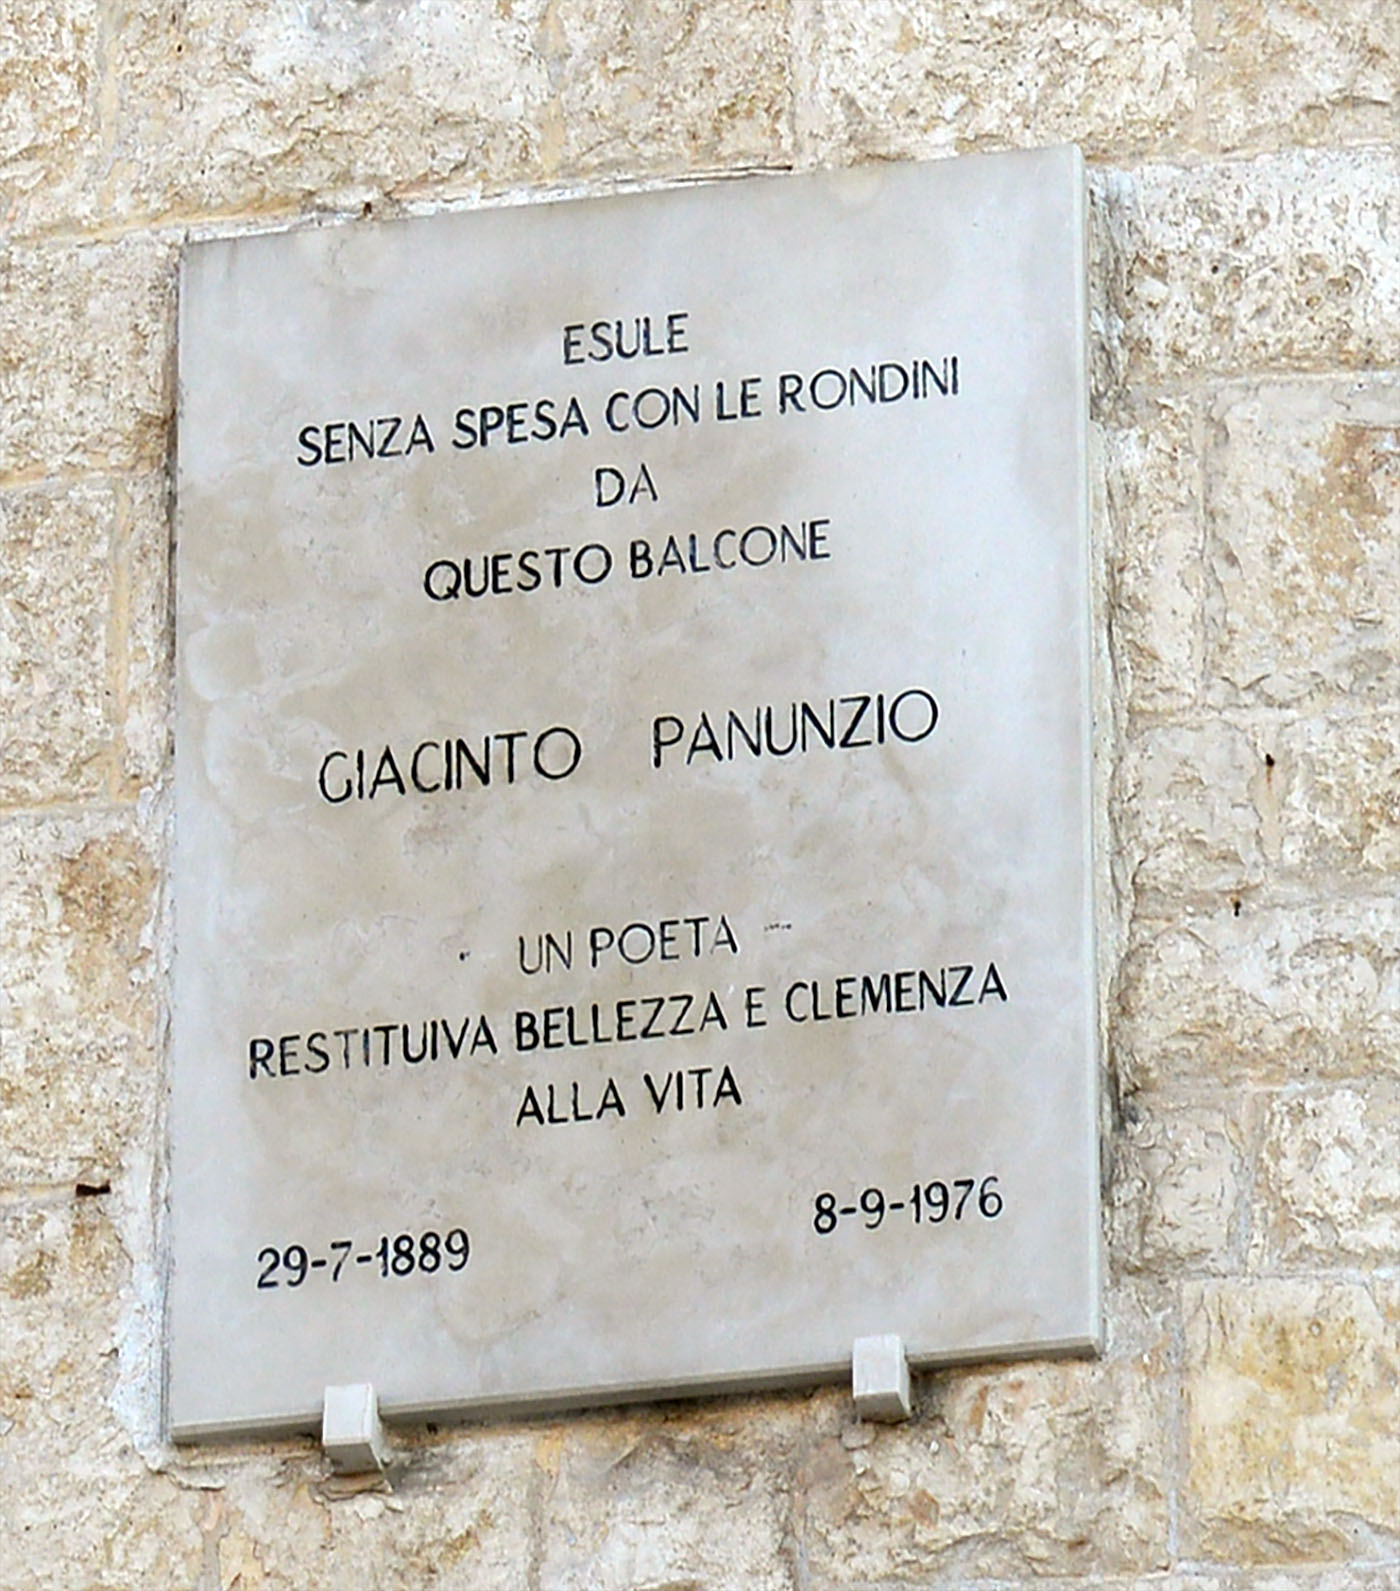 ESULE
SENZA SPESA CON LE RONDINI
DA
QUESTO BALCONE
GIACINTO PANUNZIO
UN POETA
RESTITUIVA BELLEZZA E CLEMENZA
ALLA VITA
29-7-1889
8-9-1976